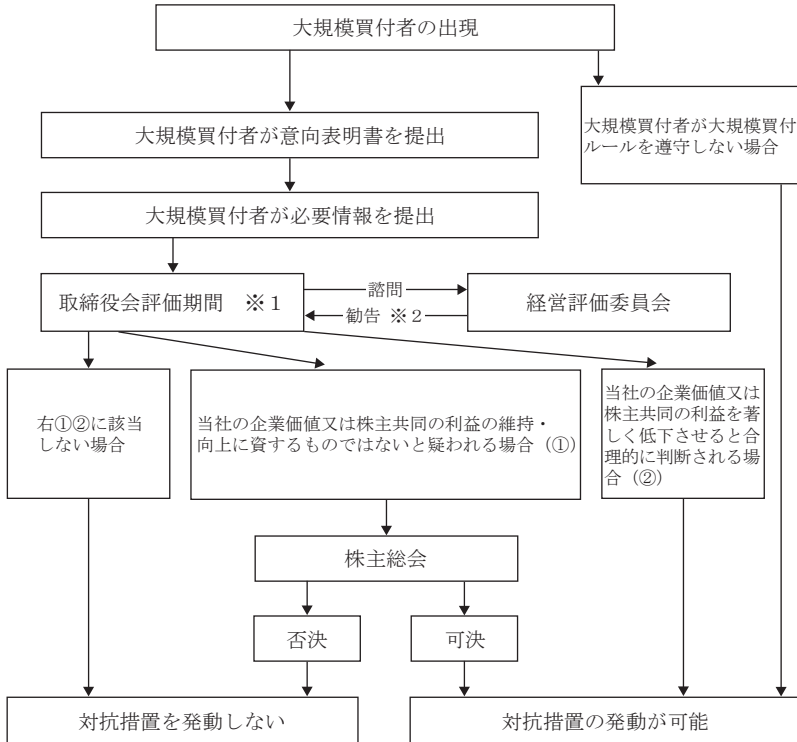 大規模買付者の出現
大規模買付者が意向表明書を提出
大規模買付者が大規模買付
ルールを遵守しない場合
大規模買付者が必要情報を提出
取締役会評価期間　※1
諮問
勧告 ※2
経営評価委員会
右①②に該当
しない場合
当社の企業価値又は株主共同の利益の維持・
向上に資するものではないと疑われる場合（①）
当社の企業価値又は
株主共同の利益を著
しく低下させると合
理的に判断される場
合（②）
株主総会
否決
可決
対抗措置を発動しない
対抗措置の発動が可能